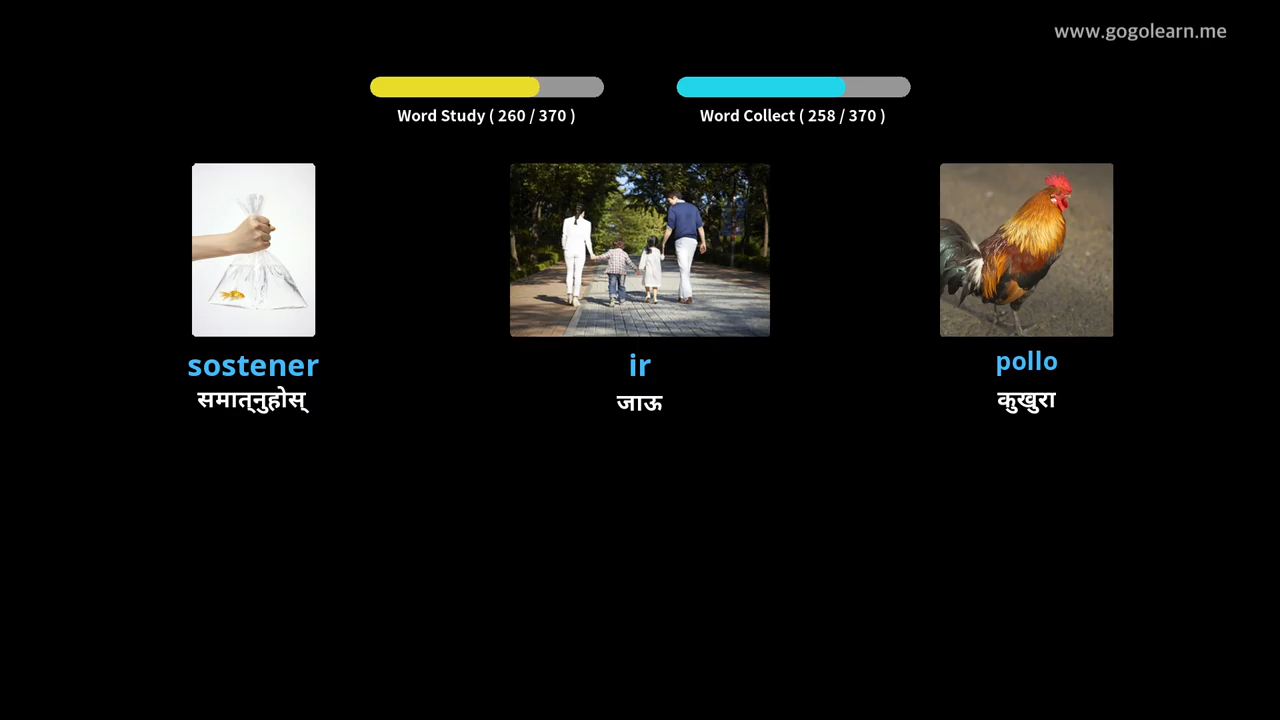 www.gogolearn.me
Word Study ( 260 / 370 )
Word Collect ( 258 / 370 )
sostener
समात्नुहोस्
ir
जाऊ
pollo
कुखुरा